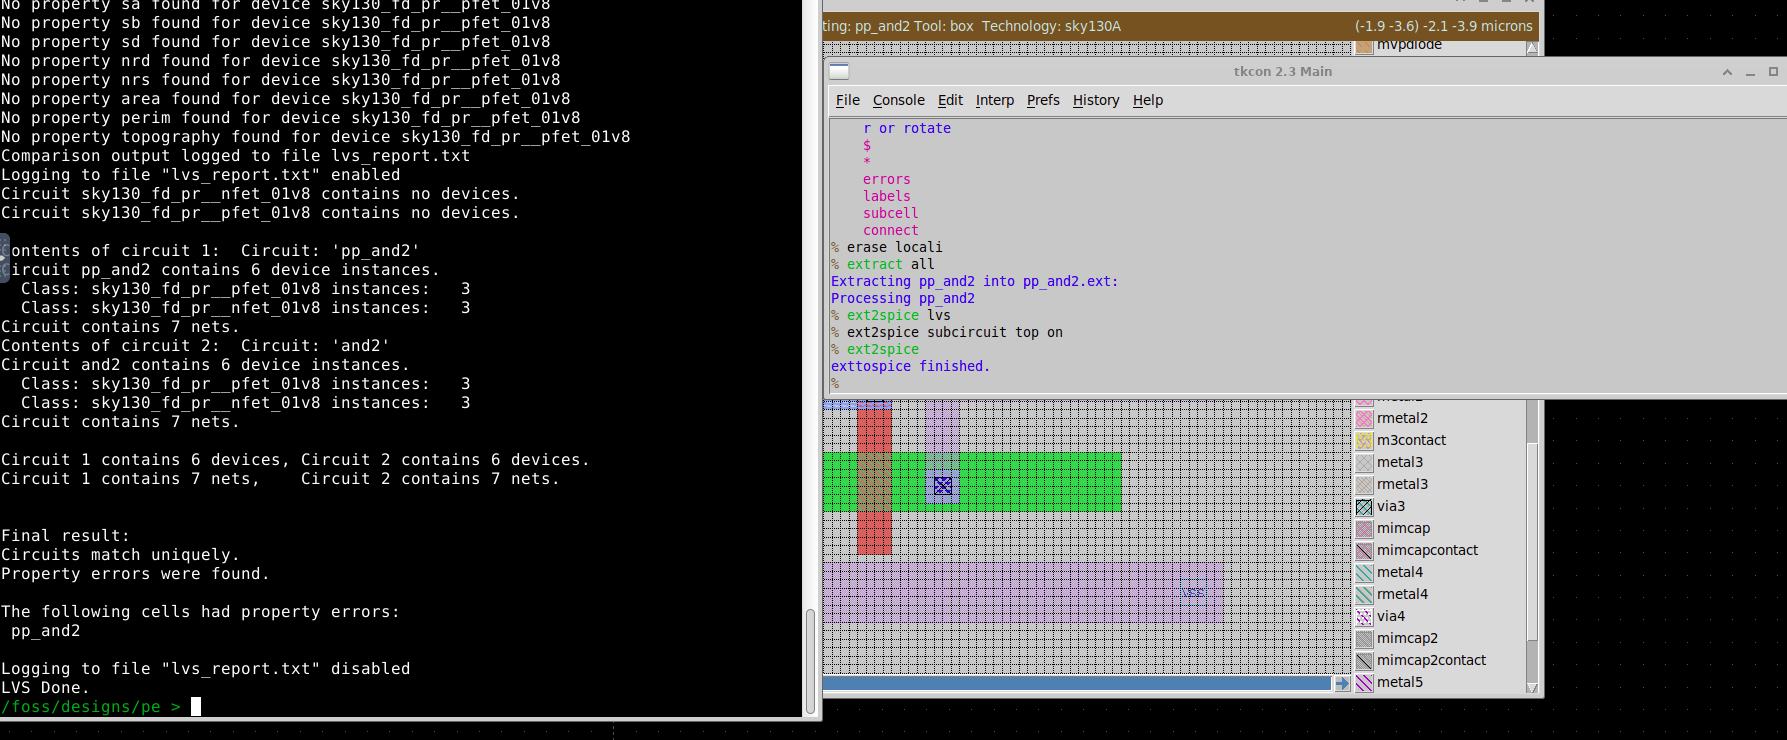 No property sa found for device sky130_fd_pr__pfet_01v8
No property sb found for device sky130_fd_pr__pfet_01v8
No property sd found for device sky130_fd_pr__pfet_01v8
No property nrd found for device sky130_fd_pr__pfet_01v8
No property nrs found for device sky130_fd_pr__pfet_01v8
No property area found for device sky130_fd_pr__pfet_01v8
No property perim found for device sky130_fd_pr__pfet_01v8
No property topography found for device sky130_fd_pr__pfet_01v8
Comparison output logged to file lvs_report.txt
Logging to file "lvs_report.txt" enabled
Circuit sky130_fd_pr__nfet_01v8 contains no devices.
Circuit sky130_fd_pr__pfet_01v8 contains no devices.
ontents of circuit 1:  Circuit: 'pp_and2'
ircuit pp_and2 contains 6 device instances.
  Class: sky130_fd_pr__pfet_01v8 instances:   3
  Class: sky130_fd_pr__nfet_01v8 instances:   3
Circuit contains 7 nets.
Contents of circuit 2:  Circuit: 'and2'
Circuit and2 contains 6 device instances.
  Class: sky130_fd_pr__pfet_01v8 instances:   3
  Class: sky130_fd_pr__nfet_01v8 instances:   3
Circuit contains 7 nets.
Circuit 1 contains 6 devices, Circuit 2 contains 6 devices.
Circuit 1 contains 7 nets,    Circuit 2 contains 7 nets.
Final result:
Circuits match uniquely.
Property errors were found.
The following cells had property errors:
 pp_and2
Logging to file "lvs_report.txt" disabled
LVS Done.
/foss/designs/pe >
ting: pp_and2 Tool: box  Technology: sky130A
(-1.9 -3.6) -2.1 -3.9 microns
mvpdiode
tkcon 2.3 Main
File Console Edit Interp Prefs History Help
r or rotate
$
*
errors
labels
subcell
connect
% erase locali
% extract all
Extracting pp_and2 into pp_and2.ext:
Processing pp_and2
% ext2spice lvs
% ext2spice subcircuit top on
% ext2spice
exttospice finished.
%
rmetal2
m3contact
metal3
rmetal3
via3
mimcap
mimcapcontact
metal4
rmetal4
via4
mimcap2
mimcap2contact
metal5